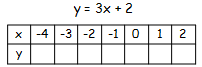 y = 3x + 2
x -4 -3 -2 -1 0 1 2
y